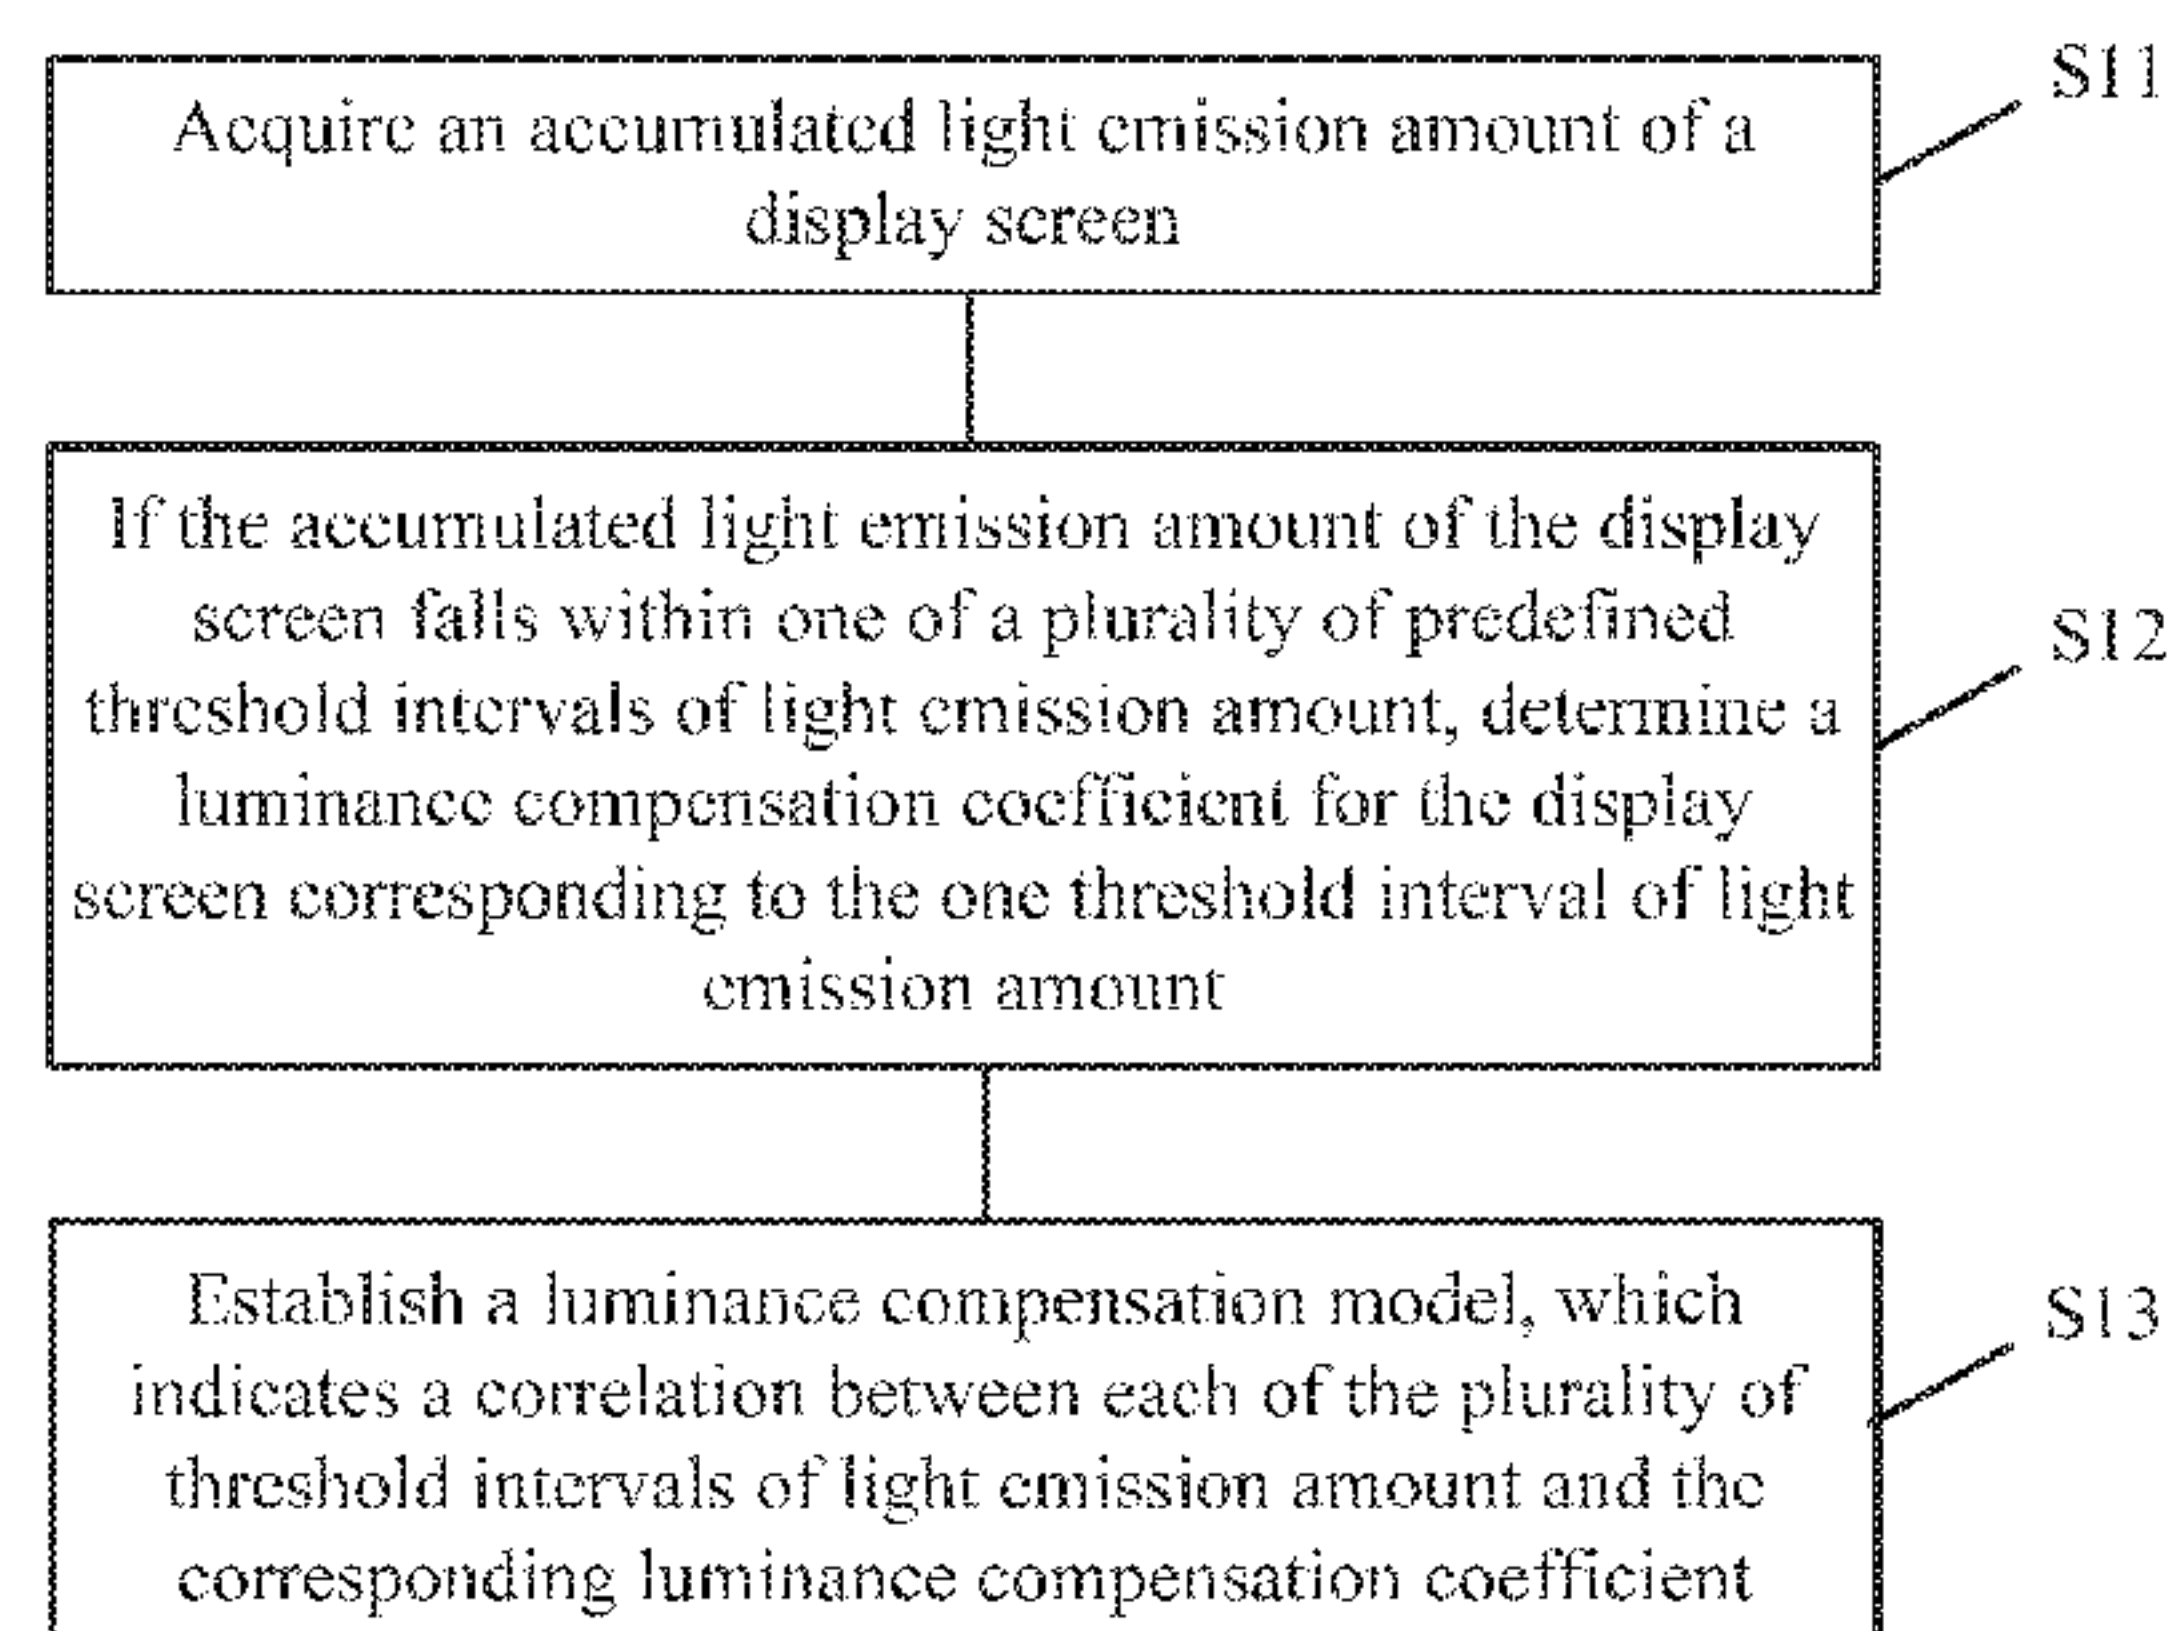 S11
Acquire an accumulated light emission amount of a
display screen
If the accumulated light emission amount of the display
screen falls within one of a plurality of predefined
S12
threshold intervals of light emission amount, determine a
luminance compensation coefficient for the display
screen corresponding to the one threshold interval of light
emission amount
Establish a luminance compensation model, which
S13
indicates a correlation between each of the plurality of
threshold intervals of light emission amount and the
corresponding luminance compensation coefficient